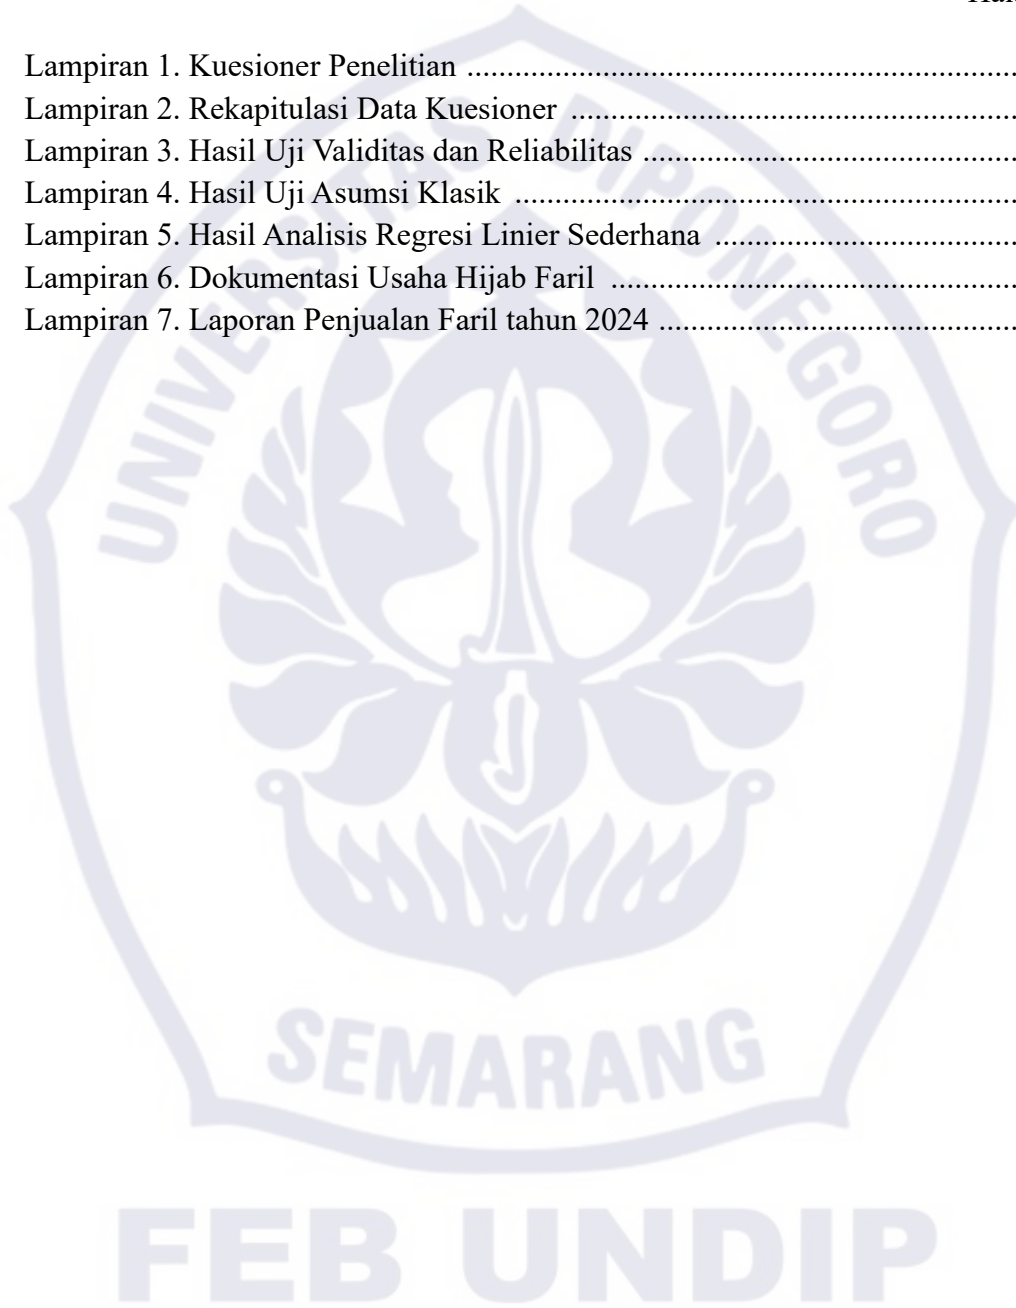 Lampiran 1. Kuesioner Penelitian ....................................................................
Lampiran 2. Rekapitulasi Data Kuesioner .......................................................
Lampiran 3. Hasil Uji Validitas dan Reliabilitas ..............................................
Lampiran 4. Hasil Uji Asumsi Klasik ..............................................................
Lampiran 5. Hasil Analisis Regresi Linier Sederhana .....................................
Lampiran 6. Dokumentasi Usaha Hijab Faril ..................................................
Lampiran 7. Laporan Penjualan Faril tahun 2024 ............................................
UNIVERSITAS DIPONEGORO
SEMARANG
FEB UNDIP